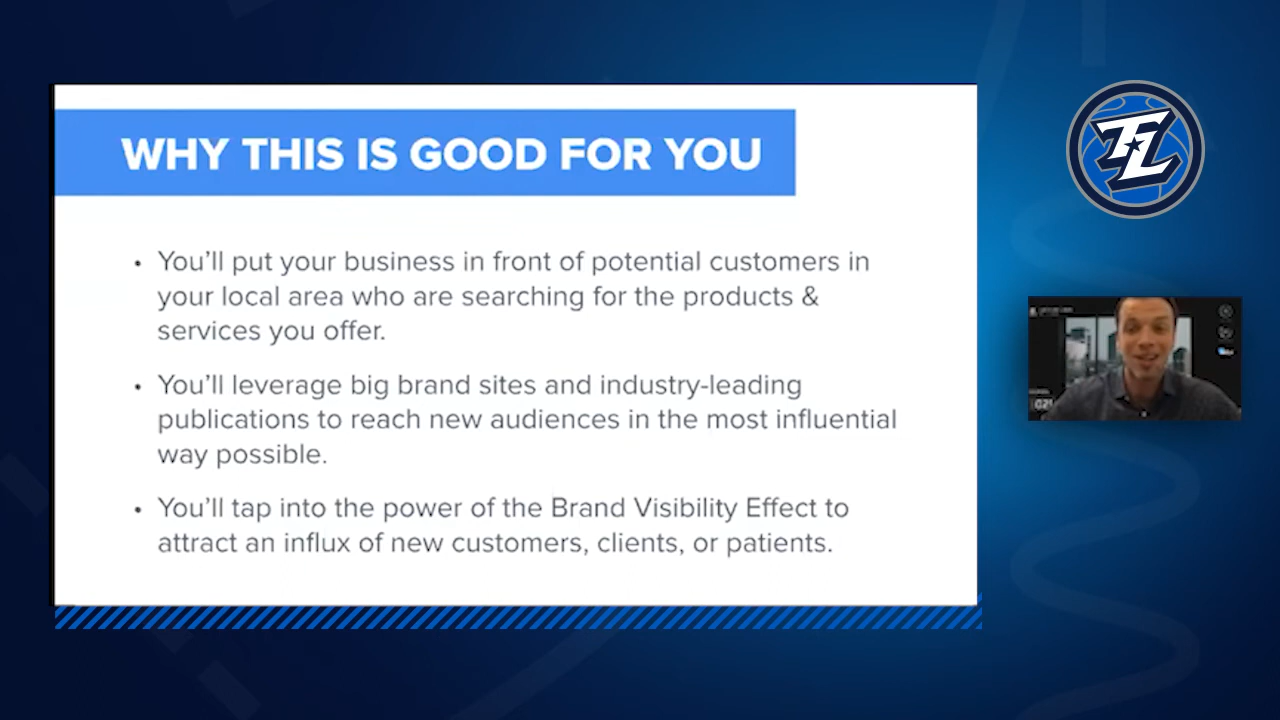 WHY THIS IS GOOD FOR YOU
• You’ll put your business in front of potential customers in
your local area who are searching for the products &
services you offer.
• You’ll leverage big brand sites and industry-leading
publications to reach new audiences in the most influential
way possible.
• You’ll tap into the power of the Brand Visibility Effect to
attract an influx of new customers, clients, or patients.
TL